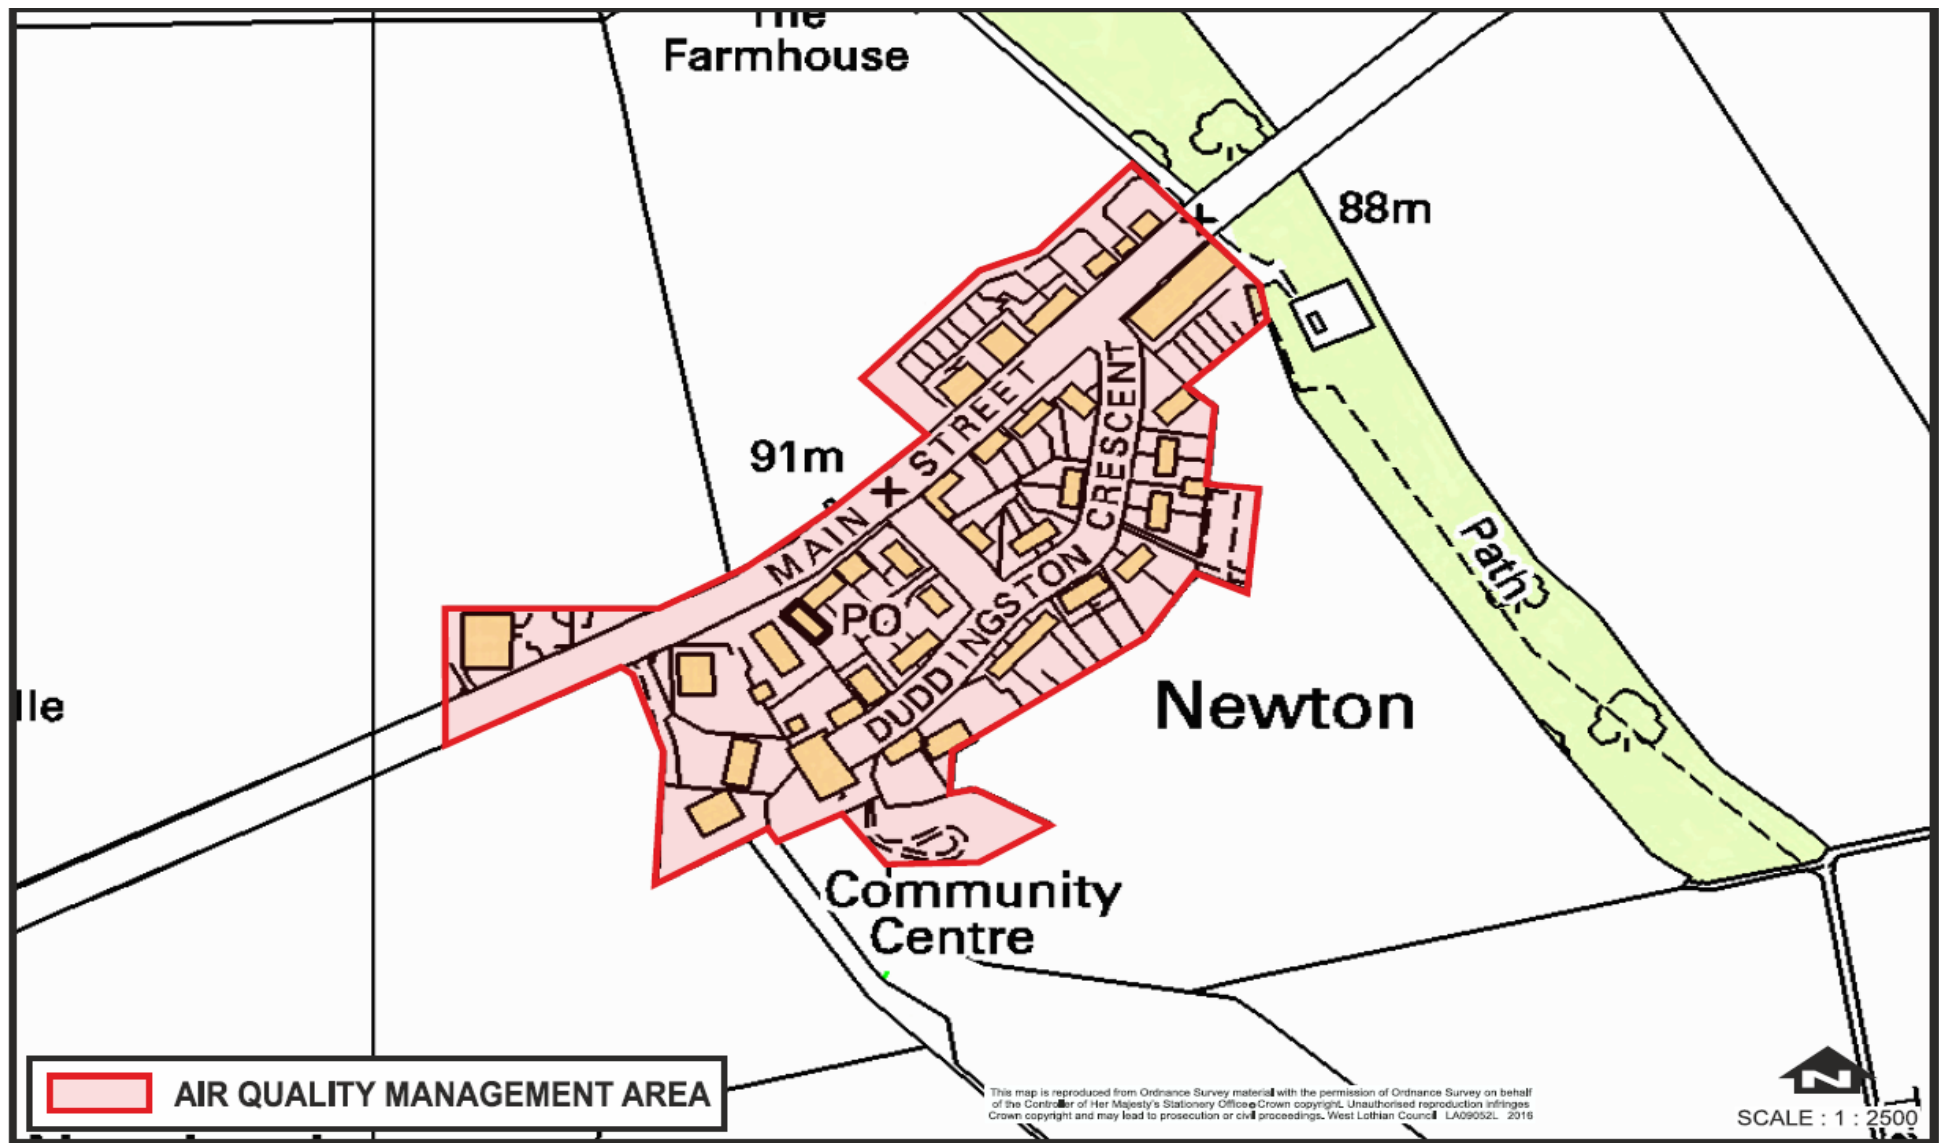 The
Farmhouse
88m
91m
MAIN STREET
DUDDINGSTON CRESCENT
PO
Path
Newton
lle
Community
Centre
AIR QUALITY MANAGEMENT AREA
This map is reproduced from Ordnance Survey material with the permission of Ordnance Survey on behalf
of the Controller of Her Majesty's Stationery Office © Crown copyright. Unauthorised reproduction infringes
Crown copyright and may lead to prosecution or civil proceedings. West Lothian Council LA09052L 2016
N
SCALE : 1 : 2500